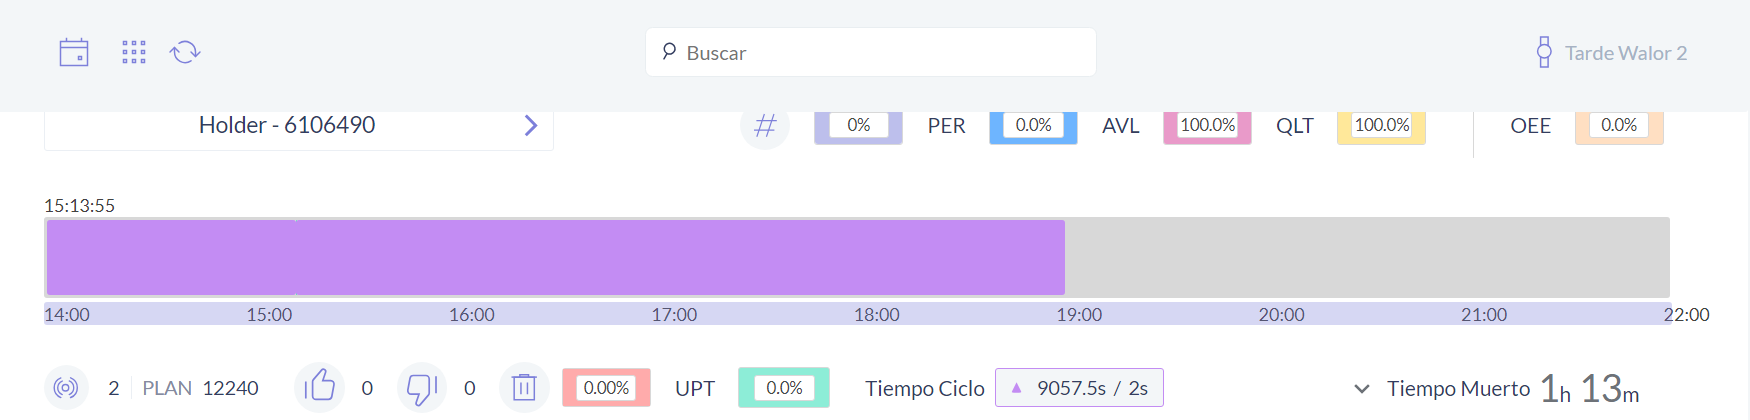 Buscar
Tarde Walor 2
Holder - 6106490
# 0% PER 0.0% AVL 100.0% QLT 100.0% OEE 0.0%
15:13:55
14:00 15:00 16:00 17:00 18:00 19:00 20:00 21:00 22:00
2 PLAN 12240 0 0 0.00% UPT 0.0% Tiempo Ciclo 9057.5s / 2s Tiempo Muerto 1h 13m